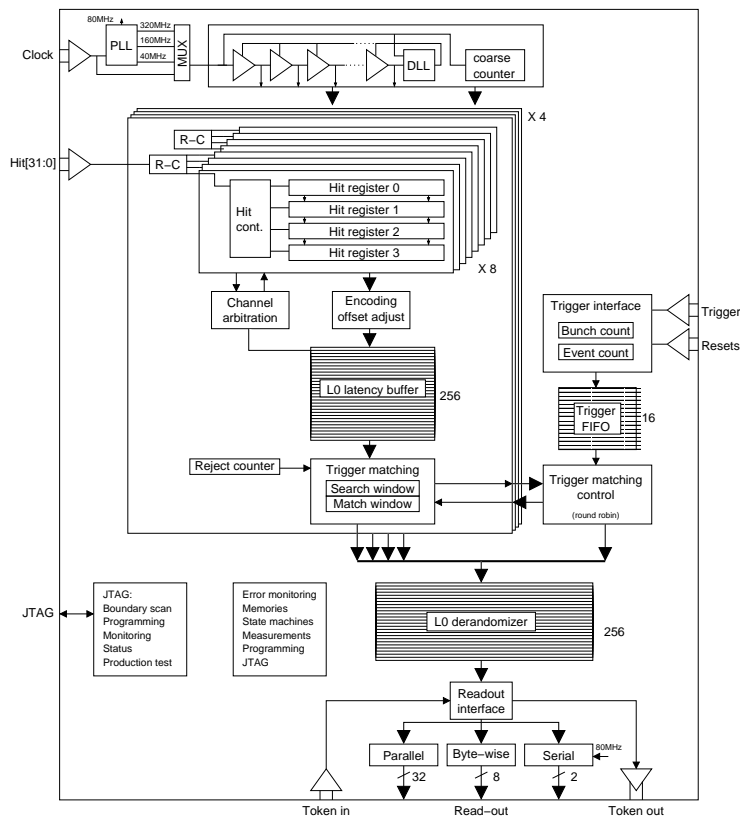 80MHz
320MHz
160MHz
40MHz
PLL
MUX
Clock
DLL
coarse
counter
X 4
R−C
Hit[31:0]
R−C
Hit
cont.
Hit register 0
Hit register 1
Hit register 2
Hit register 3
X 8
Channel
arbitration
Encoding
offset adjust
Trigger interface
Bunch count
Event count
Trigger
Resets
L0 latency buffer
256
Trigger
FIFO
16
Reject counter
Trigger matching
Search window
Match window
Trigger matching
control
(round robin)
JTAG
JTAG:
Boundary scan
Programming
Monitoring
Status
Production test
Error monitoring
Memories
State machines
Measurements
Programming
JTAG
L0 derandomizer
256
Readout
interface
Parallel
Byte−wise
Serial
80MHz
32
8
2
Token in
Read−out
Token out